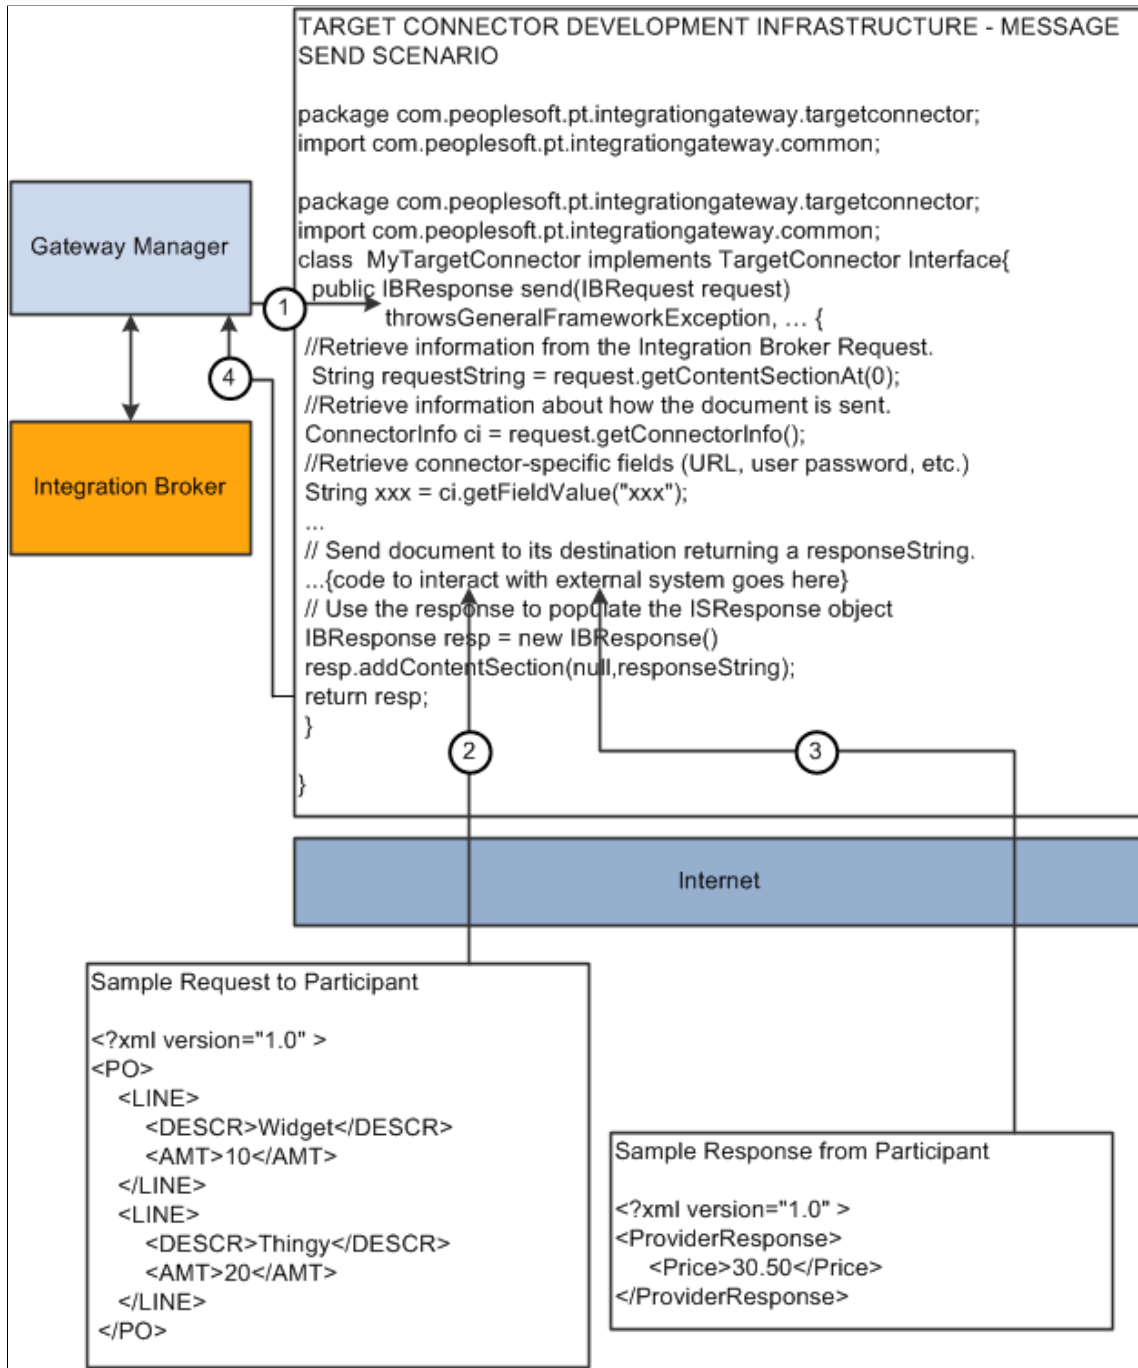 TARGET CONNECTOR DEVELOPMENT INFRASTRUCTURE - MESSAGE
SEND SCENARIO
package com.peoplesoft.pt.integrationgateway.targetconnector;
import com.peoplesoft.pt.integrationgateway.common;
package com.peoplesoft.pt.integrationgateway.targetconnector;
import com.peoplesoft.pt.integrationgateway.common;
class MyTargetConnector implements TargetConnector Interface{
public IBResponse send(IBRequest request)
throwsGeneralFrameworkException, ... {
//Retrieve information from the Integration Broker Request.
String requestString = request.getContentSectionAt(0);
//Retrieve information about how the document is sent.
ConnectorInfo ci = request.getConnectorInfo();
//Retrieve connector-specific fields (URL, user password, etc.)
String xxx = ci.getFieldValue("xxx");
...
// Send document to its destination returning a responseString.
...{code to interact with external system goes here}
// Use the response to populate the ISResponse object
IBResponse resp = new IBResponse()
resp.addContentSection(null,responseString);
return resp;
}
}
Gateway Manager
1
4
Integration Broker
2
3
Internet
Sample Request to Participant
<?xml version="1.0" >
<PO>
<LINE>
<DESCR>Widget</DESCR>
<AMT>10</AMT>
</LINE>
<LINE>
<DESCR>Thingy</DESCR>
<AMT>20</AMT>
</LINE>
</PO>
Sample Response from Participant
<?xml version="1.0" >
<ProviderResponse>
<Price>30.50</Price>
</ProviderResponse>